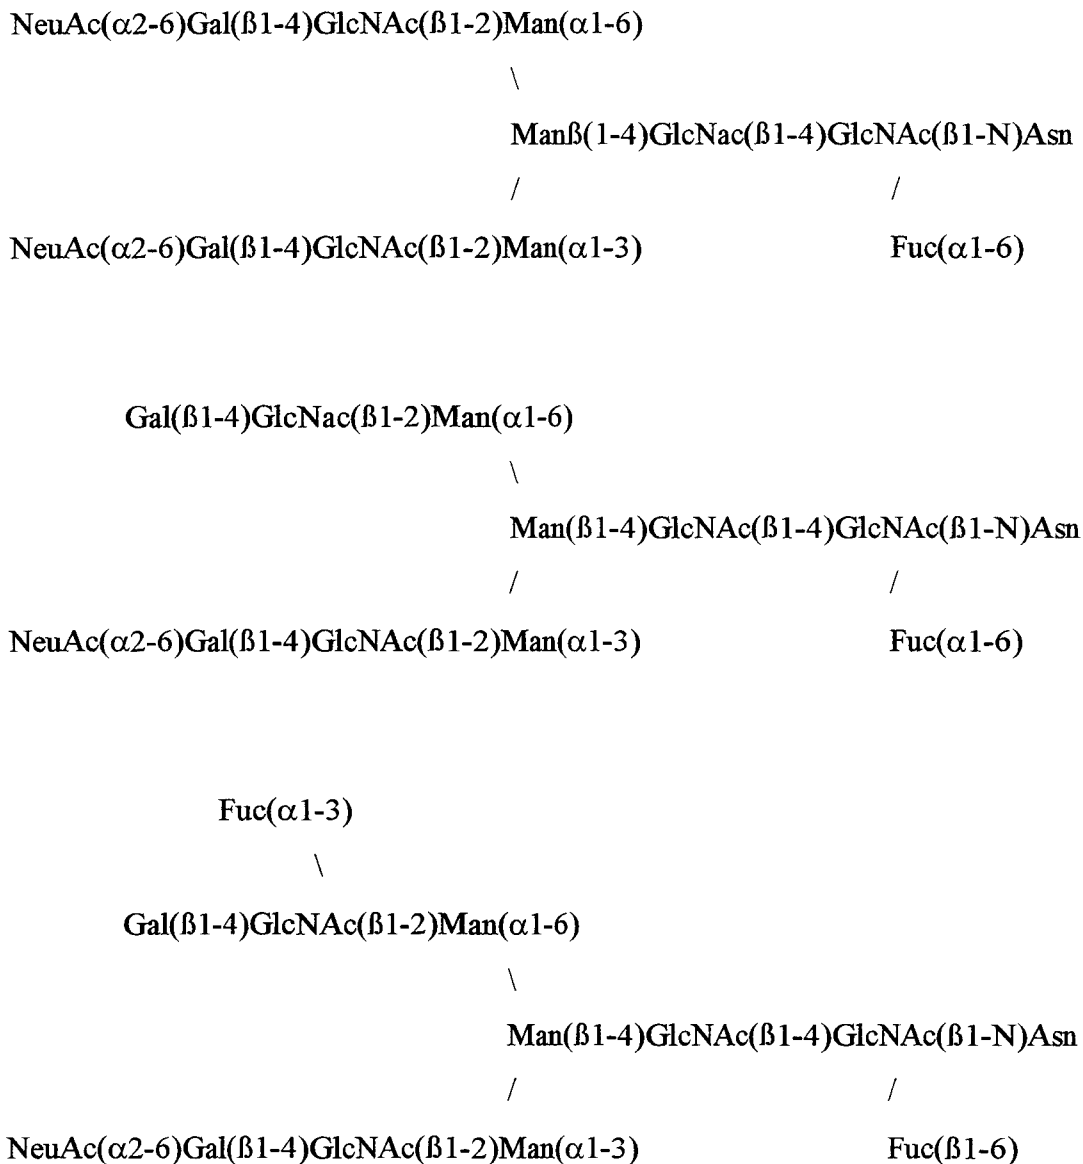 NeuAc(α2-6)Gal(ß1-4)GlcNAc(ß1-2)Man(α1-6)
\
Manß(1-4)GlcNac(ß1-4)GlcNAc(ß1-N)Asn
/ /
NeuAc(α2-6)Gal(ß1-4)GlcNAc(ß1-2)Man(α1-3) Fuc(α1-6)
Gal(ß1-4)GlcNac(ß1-2)Man(α1-6)
\
Man(ß1-4)GlcNAc(ß1-4)GlcNAc(ß1-N)Asn
/ /
NeuAc(α2-6)Gal(ß1-4)GlcNAc(ß1-2)Man(α1-3) Fuc(α1-6)
Fuc(α1-3)
\
Gal(ß1-4)GlcNAc(ß1-2)Man(α1-6)
\
Man(ß1-4)GlcNAc(ß1-4)GlcNAc(ß1-N)Asn
/ /
NeuAc(α2-6)Gal(ß1-4)GlcNAc(ß1-2)Man(α1-3) Fuc(ß1-6)